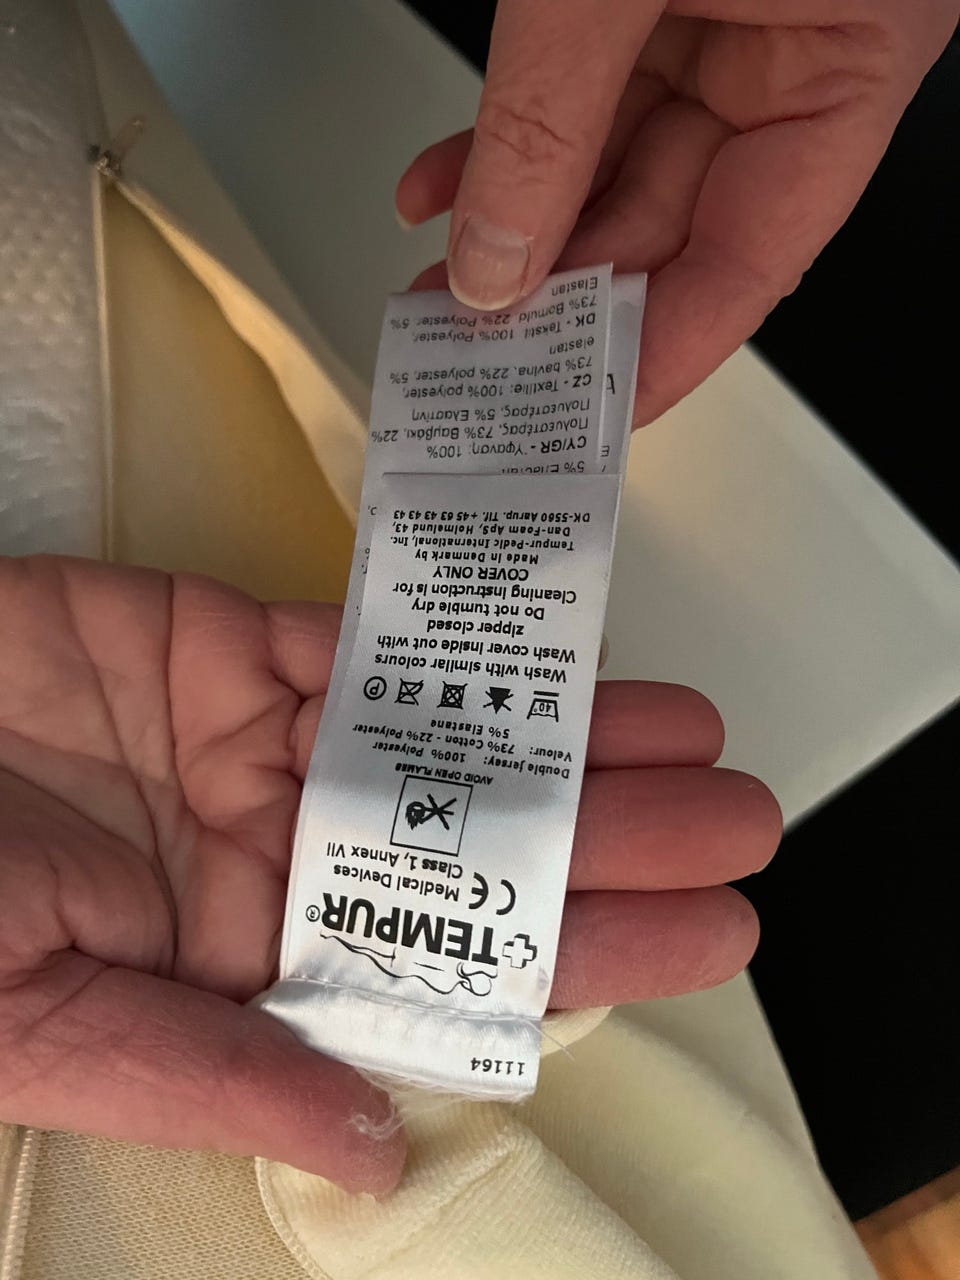 11164
TEMPUR®
CE Medical Devices
Class 1, Annex VII
AVOID OPEN FLAMES
Double jersey: 100% Polyester
Velour: 73% Cotton - 22% Polyester
5% Elastane
40°
P
Wash with similar colours
Wash cover inside out with
zipper closed
Do not tumble dry
Cleaning instruction is for
COVER ONLY
Made in Denmark by
Tempur-Pedic International, Inc.
Dan-Foam, ApS, Holmelund 43,
DK-5560 Aarup. Tlf. +45 63 43 43 43
CY/GR - Ύφανση: 100%
Πολυεστέρας, 73% Βαμβάκι, 22%
Πολυεστέρας, 5% Ελαστίνη
CZ - Textilie: 100% polyester,
73% bavlna, 22% polyester, 5%
elastan
DK - Tekstil: 100% Polyester,
73% Bomuld, 22% Polyester, 5%
Elastan